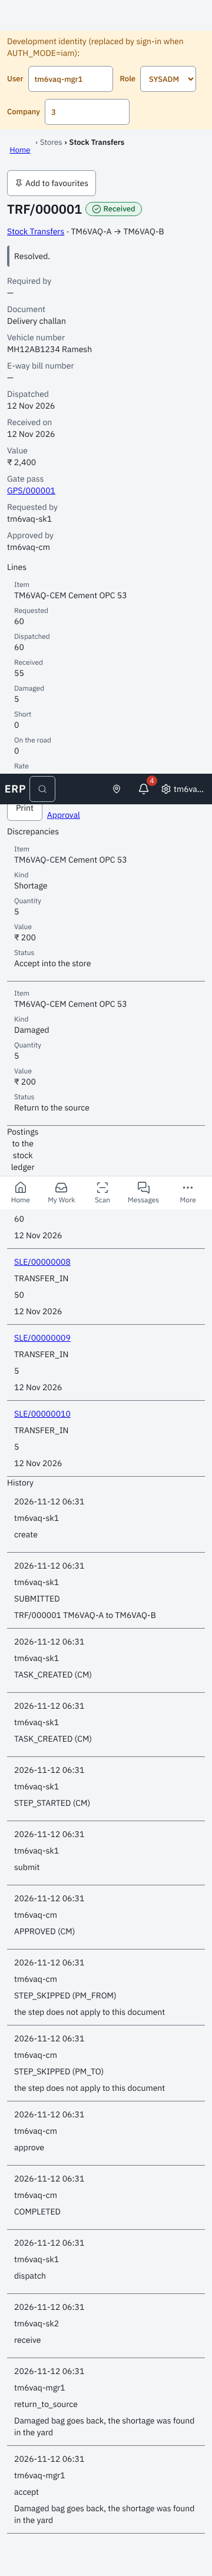 Development identity (replaced by sign-in when
AUTH_MODE=iam):
User tm6vaq-mgr1 Role SYSADM
Company 3
Home › Stores › Stock Transfers
Add to favourites
TRF/000001 Received
Stock Transfers · TM6VAQ-A → TM6VAQ-B
Resolved.
Required by
—
Document
Delivery challan
Vehicle number
MH12AB1234 Ramesh
E-way bill number
—
Dispatched
12 Nov 2026
Received on
12 Nov 2026
Value
₹ 2,400
Gate pass
GPS/000001
Requested by
tm6vaq-sk1
Approved by
tm6vaq-cm
Lines
Item
TM6VAQ-CEM Cement OPC 53
Requested
60
Dispatched
60
Received
55
Damaged
5
Short
0
On the road
0
Rate
ERP 4 tm6va...
Print Approval
Discrepancies
Item
TM6VAQ-CEM Cement OPC 53
Kind
Shortage
Quantity
5
Value
₹ 200
Status
Accept into the store
Item
TM6VAQ-CEM Cement OPC 53
Kind
Damaged
Quantity
5
Value
₹ 200
Status
Return to the source
Postings
to the
stock
ledger
Home My Work Scan Messages More
60
12 Nov 2026
SLE/00000008
TRANSFER_IN
50
12 Nov 2026
SLE/00000009
TRANSFER_IN
5
12 Nov 2026
SLE/00000010
TRANSFER_IN
5
12 Nov 2026
History
2026-11-12 06:31
tm6vaq-sk1
create
2026-11-12 06:31
tm6vaq-sk1
SUBMITTED
TRF/000001 TM6VAQ-A to TM6VAQ-B
2026-11-12 06:31
tm6vaq-sk1
TASK_CREATED (CM)
2026-11-12 06:31
tm6vaq-sk1
TASK_CREATED (CM)
2026-11-12 06:31
tm6vaq-sk1
STEP_STARTED (CM)
2026-11-12 06:31
tm6vaq-sk1
submit
2026-11-12 06:31
tm6vaq-cm
APPROVED (CM)
2026-11-12 06:31
tm6vaq-cm
STEP_SKIPPED (PM_FROM)
the step does not apply to this document
2026-11-12 06:31
tm6vaq-cm
STEP_SKIPPED (PM_TO)
the step does not apply to this document
2026-11-12 06:31
tm6vaq-cm
approve
2026-11-12 06:31
tm6vaq-cm
COMPLETED
2026-11-12 06:31
tm6vaq-sk1
dispatch
2026-11-12 06:31
tm6vaq-sk2
receive
2026-11-12 06:31
tm6vaq-mgr1
return_to_source
Damaged bag goes back, the shortage was found
in the yard
2026-11-12 06:31
tm6vaq-mgr1
accept
Damaged bag goes back, the shortage was found
in the yard